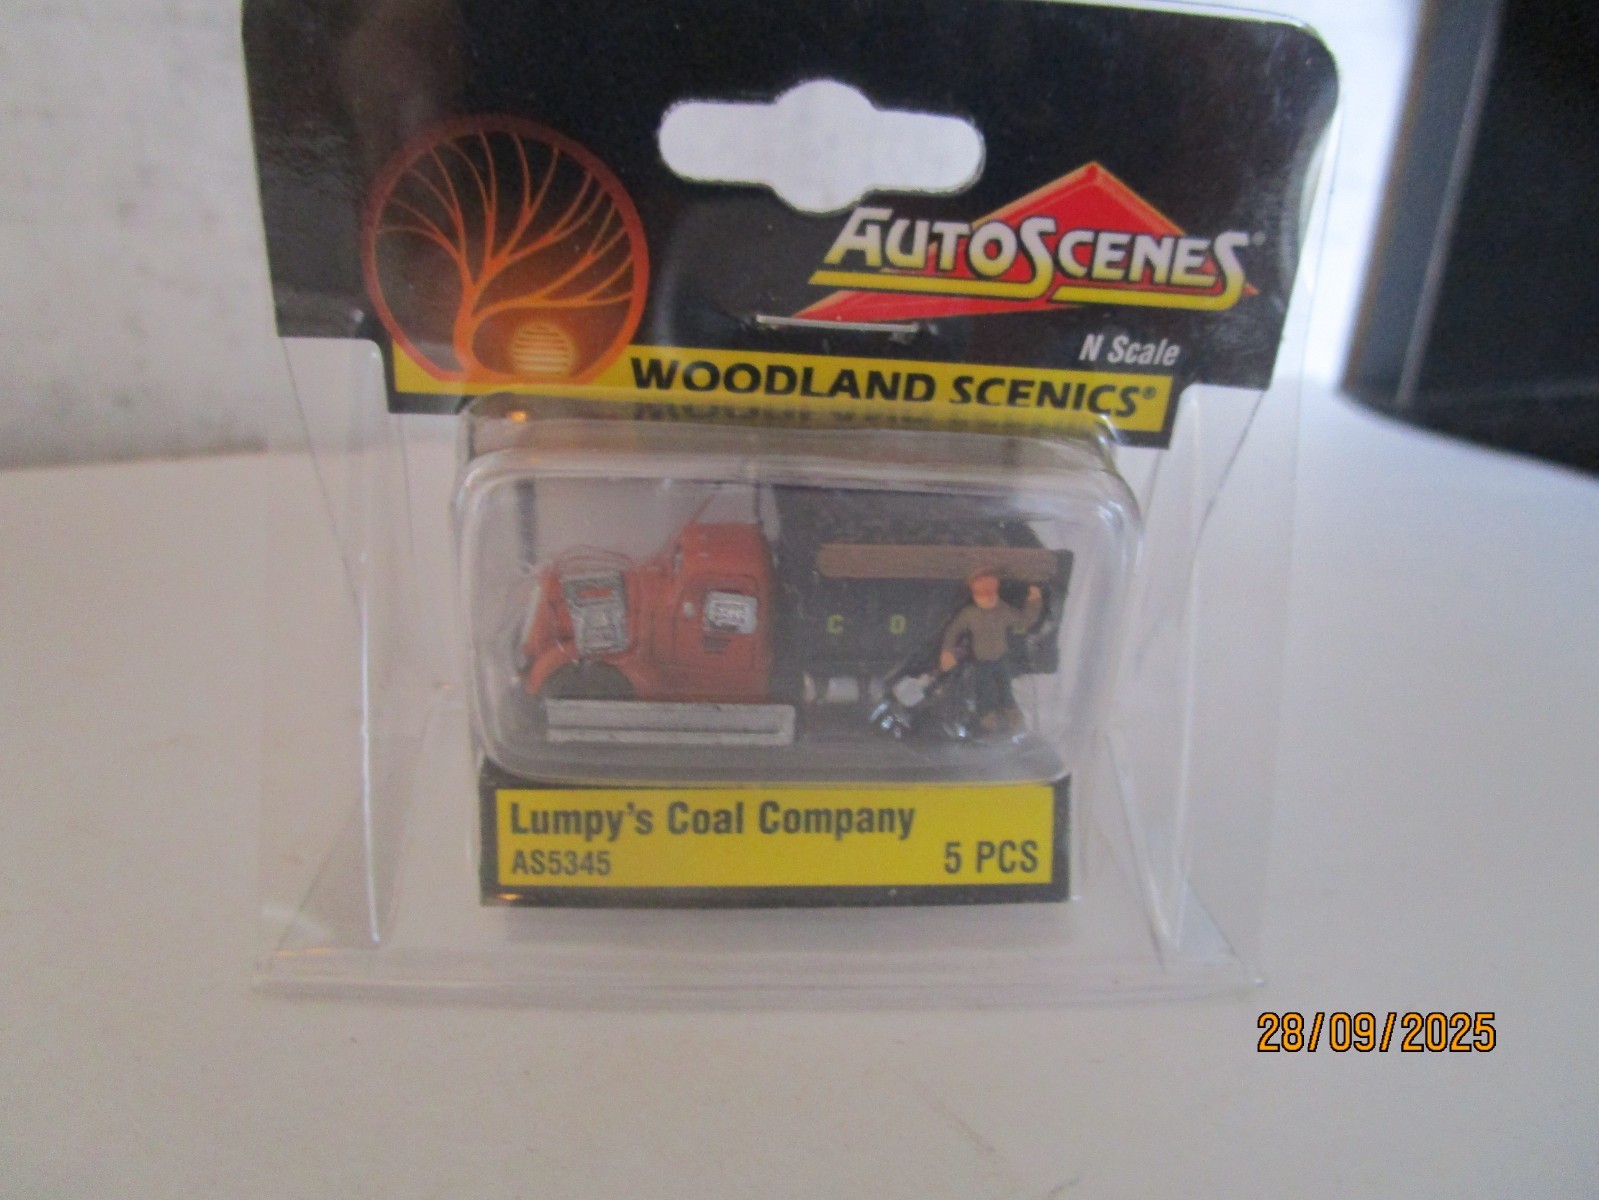 AUTOSCENES®
N Scale
WOODLAND SCENICS®
C O
Lumpy's Coal Company
AS5345
5 PCS
28/09/2025